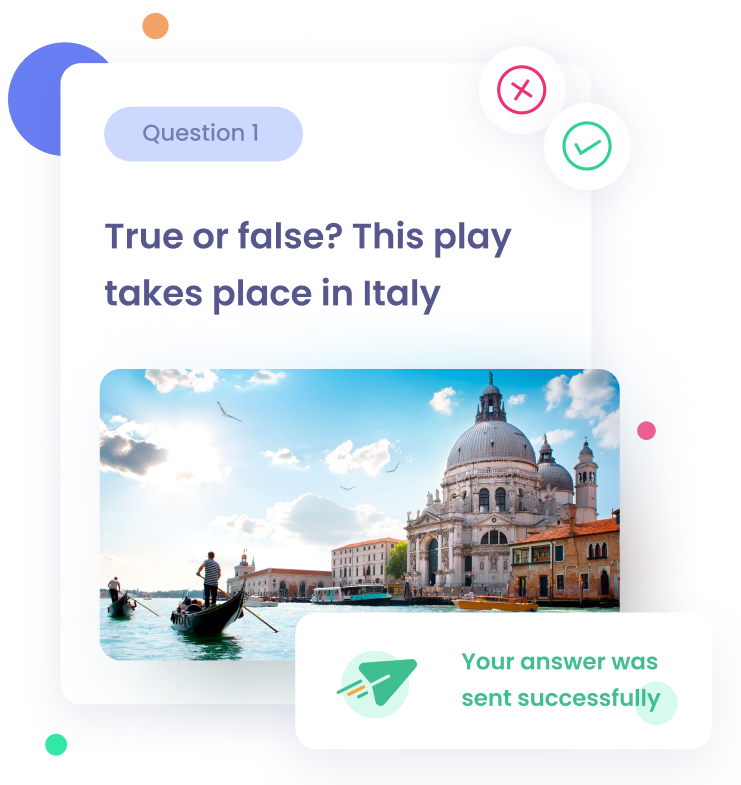 Question 1
True or false? This play
takes place in Italy
Your answer was
sent successfully